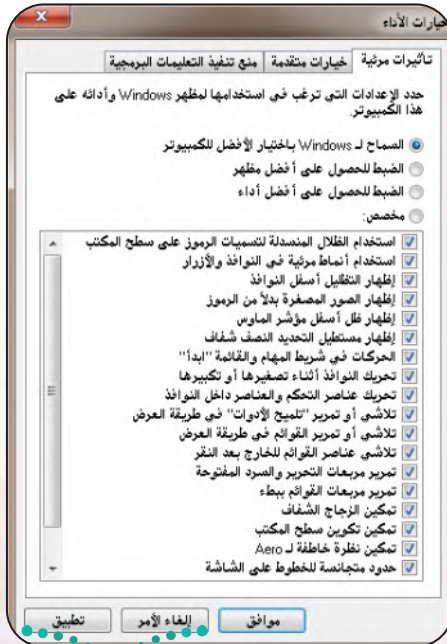 خيارات الأداء
تأثيرات مرئية
خيارات متقدمة
منع تنفيذ التعليمات البرمجية
حدد الإعدادات التي ترغب في استخدامها لمظهر Windows وأدائه على
هذا الكمبيوتر.
السماح لـ Windows باختيار الأفضل للكمبيوتر
الضبط للحصول على أفضل مظهر
الضبط للحصول على أفضل أداء
مخصص:
استخدام الظلال المنسدلة لتسميات الرموز على سطح المكتب
استخدام أنماط مرئية في النوافذ والأزرار
إظهار التظليل أسفل النوافذ
إظهار الصور المصغرة بدلاً من الرموز
إظهار ظل أسفل مؤشر الماوس
إظهار مستطيل التحديد النصف شفاف
الحركات في شريط المهام والقائمة "ابدأ"
تحريك النوافذ أثناء تصغيرها أو تكبيرها
تحريك عناصر التحكم والعناصر داخل النوافذ
تلاشي أو تمرير "تلميح الأدوات" في طريقة العرض
تلاشي أو تمرير القوائم في طريقة العرض
تلاشي عناصر القوائم للخارج بعد النقر
تمرير مربعات التحرير والسرد المفتوحة
تمرير مربعات القوائم ببطء
تمكين الزجاج الشفاف
تمكين تكوين سطح المكتب
تمكين نظرة خاطفة لـ Aero
حدود متجانسة للخطوط على الشاشة
موافق
إلغاء الأمر
تطبيق